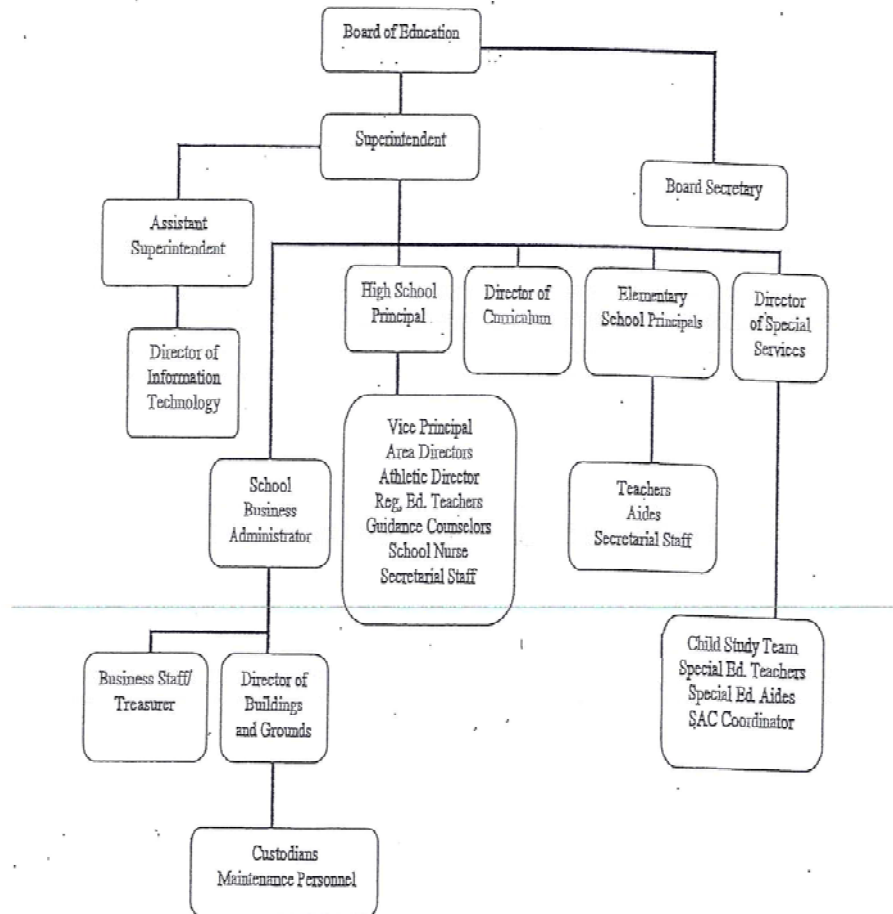 Board of Education
Superintendent
Board Secretary
Assistant
Superintendent
High School
Principal
Director of
Curriculum
Elementary
School Principals
Director
of Special
Services
Director of
Information
Technology
Vice Principal
Area Directors
Athletic Director
Reg, Ed. Teachers
Guidance Counselors
School Nurse
Secretarial Staff
School
Business
Administrator
Teachers
Aides
Secretarial Staff
Child Study Team
Special Ed. Teachers
Special Ed. Aides
SAC Coordinator
Business Staff/
Treasurer
Director of
Buildings
and Grounds
Custodians
Maintenance Personnel